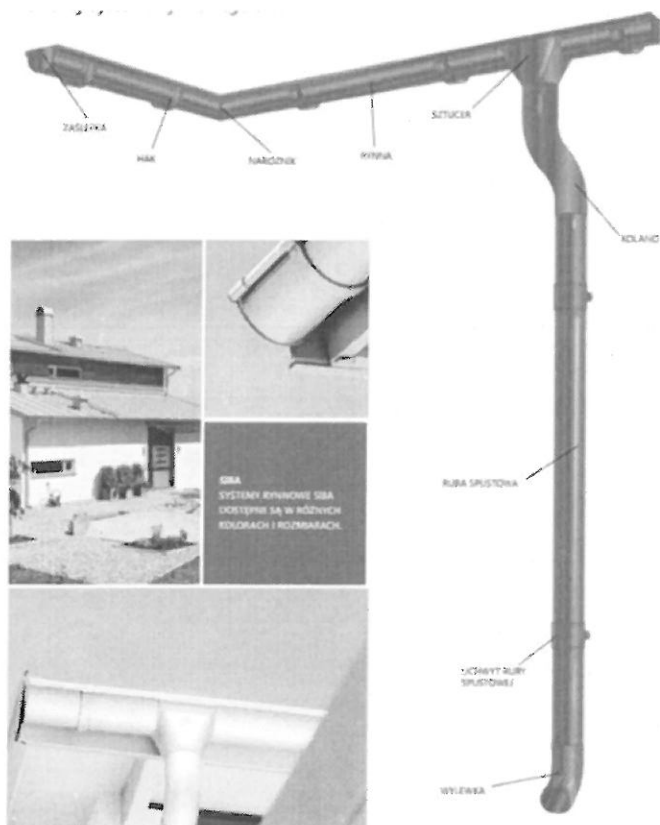 ZAŚLEPKA
HAK
NAROŻNIK
RYNNA
SZTUCER
KOLANO
SIBA
SYSTEMY RYNNOWE SIBA
DOSTĘPNE SĄ W RÓŻNYCH
KOLORACH I ROZMIARACH.
RURA SPUSTOWA
UCHWYT RURY
SPUSTOWEJ
WYLEWKA